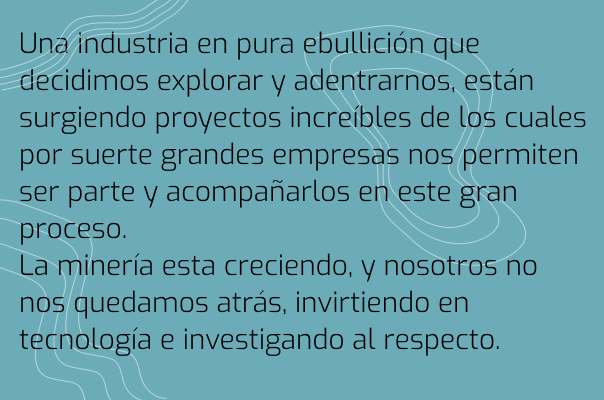 Una industria en pura ebullición que
decidimos explorar y adentrarnos, están
surgiendo proyectos increíbles de los cuales
por suerte grandes empresas nos permiten
ser parte y acompañarlos en este gran
proceso.
La minería esta creciendo, y nosotros no
nos quedamos atrás, invirtiendo en
tecnología e investigando al respecto.